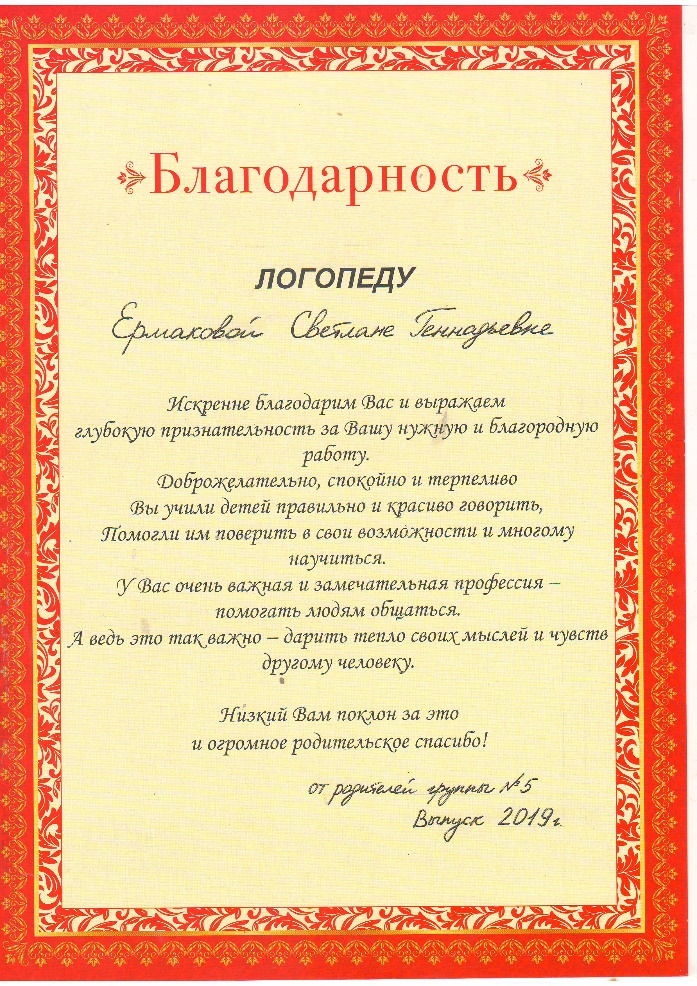 Благодарность
ЛОГОПЕДУ
Ермаковой Светлане Геннадьевне
Искренне благодарим Вас и выражаем
глубокую признательность за Вашу нужную и благородную
работу.
Доброжелательно, спокойно и терпеливо
Вы учили детей правильно и красиво говорить,
Помогли им поверить в свои возможности и многому
научиться.
У Вас очень важная и замечательная профессия –
помогать людям общаться.
А ведь это так важно – дарить тепло своих мыслей и чувств
другому человеку.
Низкий Вам поклон за это
и огромное родительское спасибо!
от родителей группы №5
Выпуск 2019г.